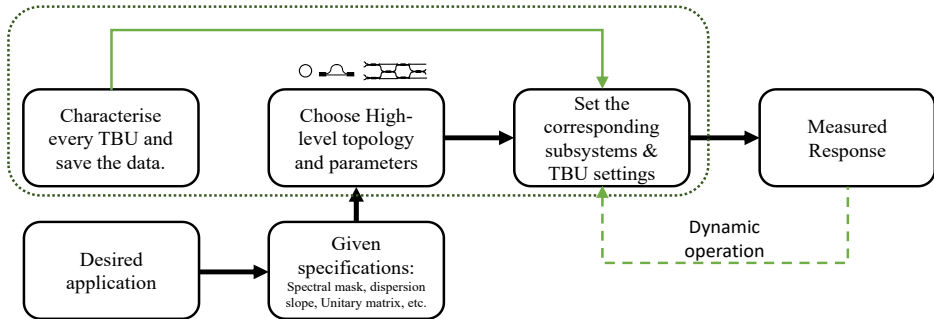 Characterise
every TBU and
save the data.
Choose High-
level topology
and parameters
Set the
corresponding
subsystems &
TBU settings
Measured
Response
Desired
application
Given
specifications:
Spectral mask, dispersion
slope, Unitary matrix, etc.
Dynamic
operation